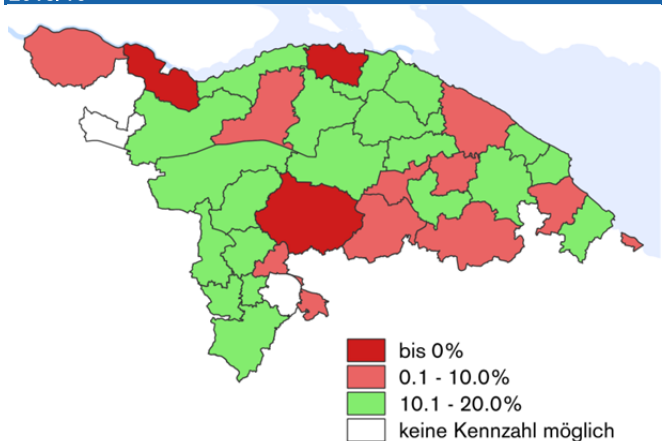 bis 0%
0.1 - 10.0%
10.1 - 20.0%
keine Kennzahl möglich